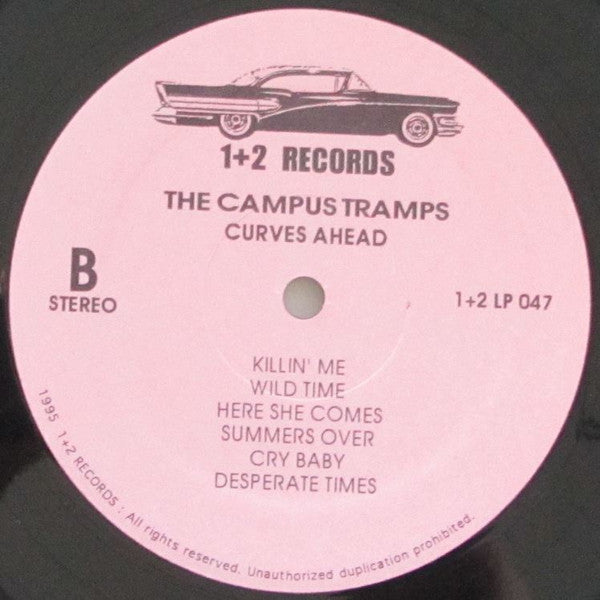 1+2 RECORDS
THE CAMPUS TRAMPS
CURVES AHEAD
B
STEREO
1+2 LP 047
KILLIN' ME
WILD TIME
HERE SHE COMES
SUMMERS OVER
CRY BABY
DESPERATE TIMES
1995 1+2 RECORDS : All rights reserved. Unauthorized duplication prohibited.